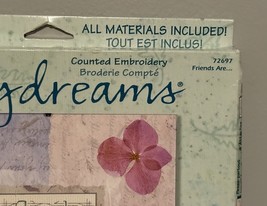 ALL MATERIALS INCLUDED!
TOUT EST INCLUS!
Counted Embroidery
Broderie Compté
72697
Friends Are...
ydreams®